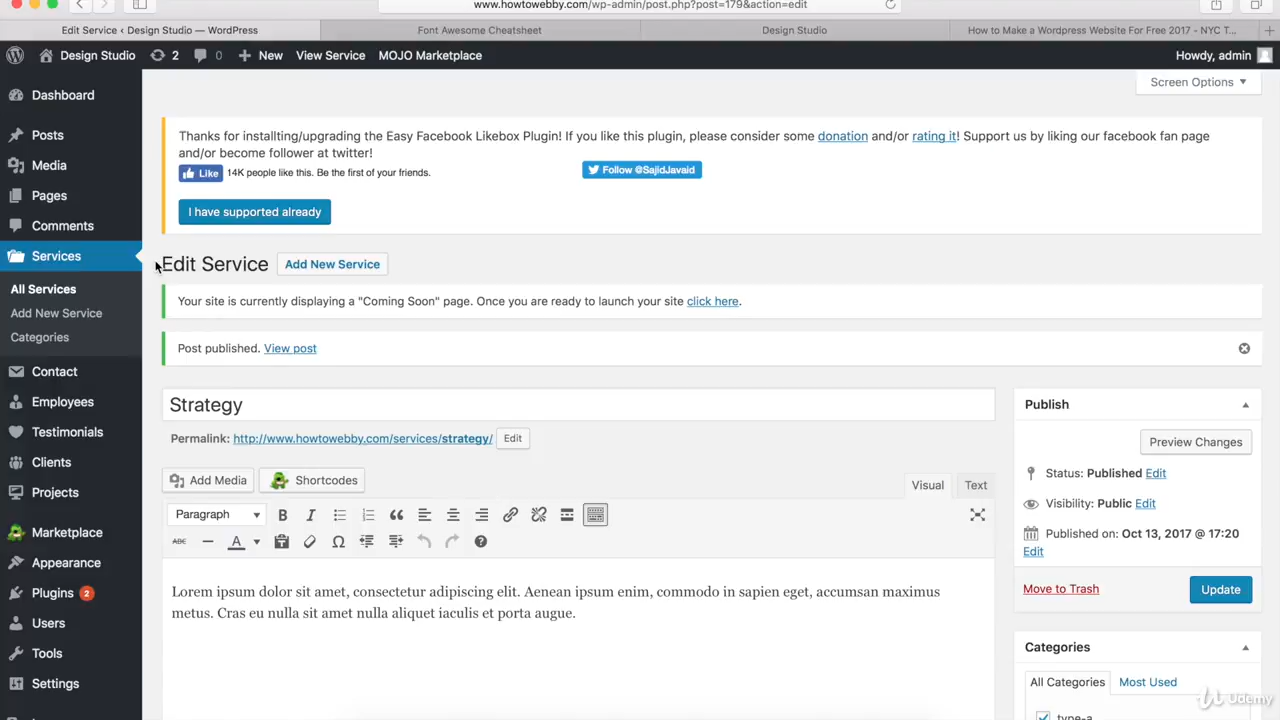 www.howtowebby.com/wp-admin/post.php?post=179&action=edit
Edit Service ‹ Design Studio — WordPress
Font Awesome Cheatsheet
Design Studio
How to Make a Wordpress Website For Free 2017 - NYC T...
Design Studio
2
0
New
View Service
MOJO Marketplace
Howdy, admin
Screen Options
Dashboard
Posts
Media
Pages
Comments
Services
All Services
Add New Service
Categories
Contact
Employees
Testimonials
Clients
Projects
Marketplace
Appearance
Plugins 2
Users
Tools
Settings
Thanks for installting/upgrading the Easy Facebook Likebox Plugin! If you like this plugin, please consider some donation and/or rating it! Support us by liking our facebook fan page
and/or become follower at twitter!
Like 14K people like this. Be the first of your friends.
Follow @SajidJavaid
I have supported already
Edit Service
Add New Service
Your site is currently displaying a "Coming Soon" page. Once you are ready to launch your site click here.
Post published. View post
Strategy
Permalink: http://www.howtowebby.com/services/strategy/ Edit
Add Media
Shortcodes
Visual
Text
Paragraph
B I
ABC
A
Lorem ipsum dolor sit amet, consectetur adipiscing elit. Aenean ipsum enim, commodo in sapien eget, accumsan maximus
metus. Cras eu nulla sit amet nulla aliquet iaculis et porta augue.
Publish
Preview Changes
Status: Published Edit
Visibility: Public Edit
Published on: Oct 13, 2017 @ 17:20
Edit
Move to Trash
Update
Categories
All Categories
Most Used
type-a
Udemy